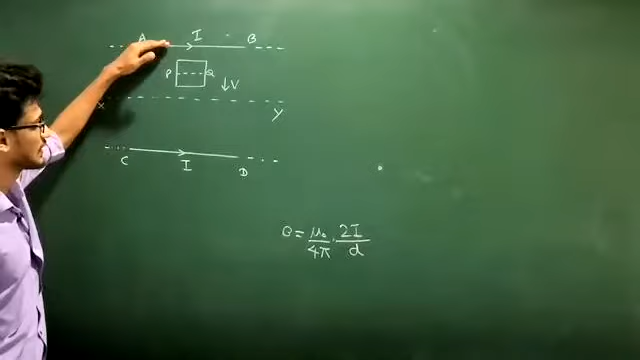 A I B
P Q
V
X Y
C I D
B = μ₀/4π · 2I/d